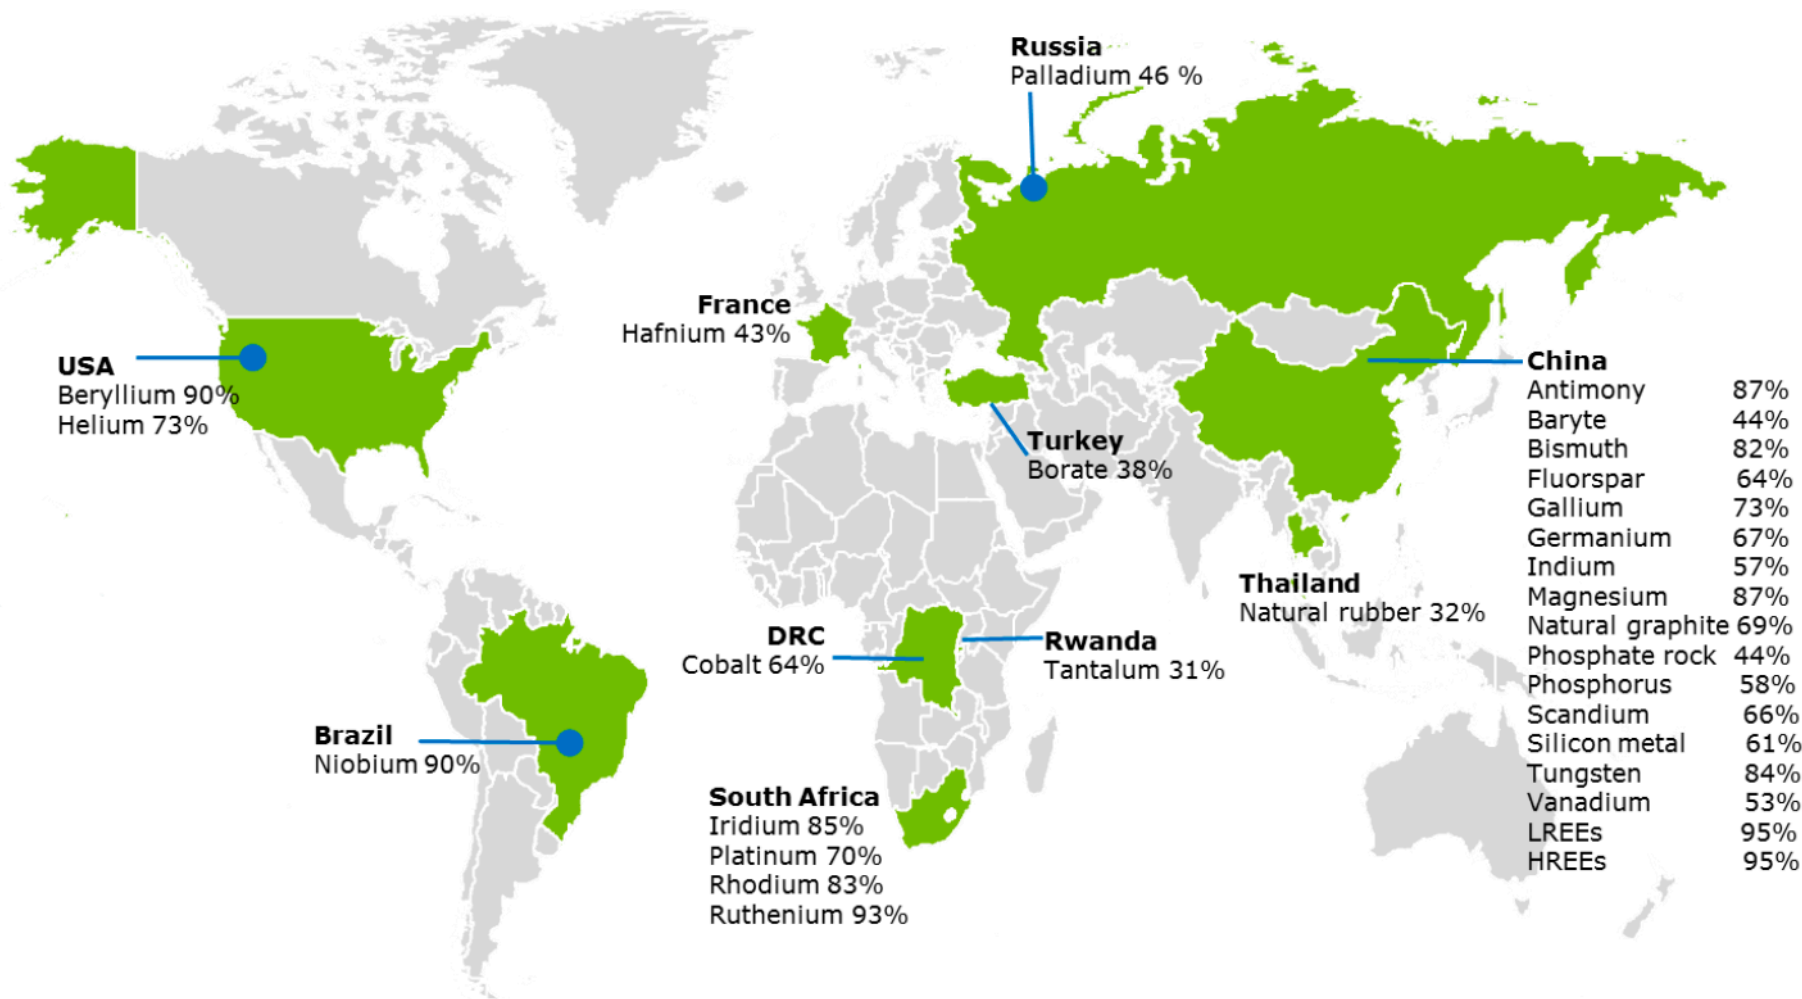 Russia
Palladium 46 %
France
Hafnium 43%
USA
Beryllium 90%
Helium 73%
Turkey
Borate 38%
China
Antimony 87%
Baryte 44%
Bismuth 82%
Fluorspar 64%
Gallium 73%
Germanium 67%
Indium 57%
Magnesium 87%
Natural graphite 69%
Phosphate rock 44%
Phosphorus 58%
Scandium 66%
Silicon metal 61%
Tungsten 84%
Vanadium 53%
LREEs 95%
HREEs 95%
Thailand
Natural rubber 32%
DRC
Cobalt 64%
Rwanda
Tantalum 31%
Brazil
Niobium 90%
South Africa
Iridium 85%
Platinum 70%
Rhodium 83%
Ruthenium 93%